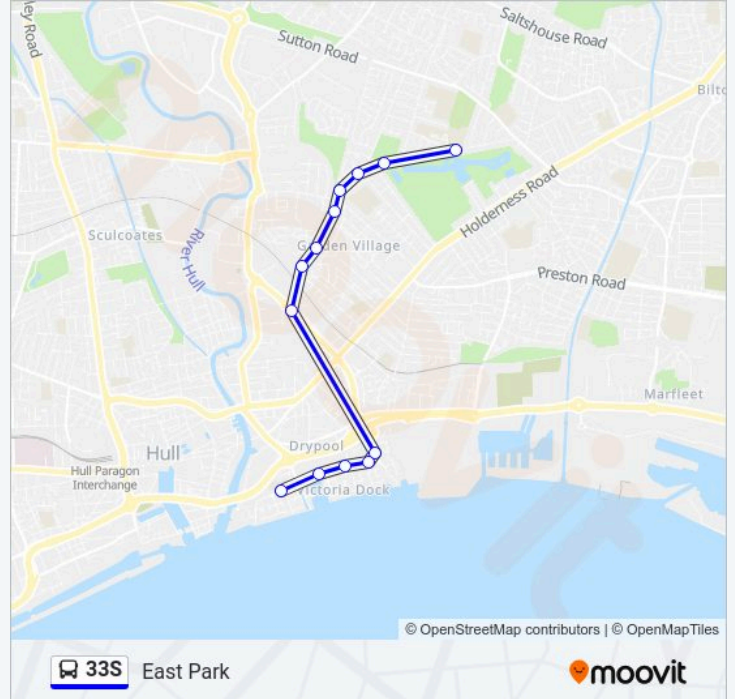 ley Road
Saltshouse Road
Sutton Road
Bilto
Holderness Road
Sculcoates
River Hull
Garden Village
Preston Road
Marfleet
Drypool
Hull
Hull Paragon
Interchange
Victoria Dock
© OpenStreetMap contributors | © OpenMapTiles
33S East Park
moovit